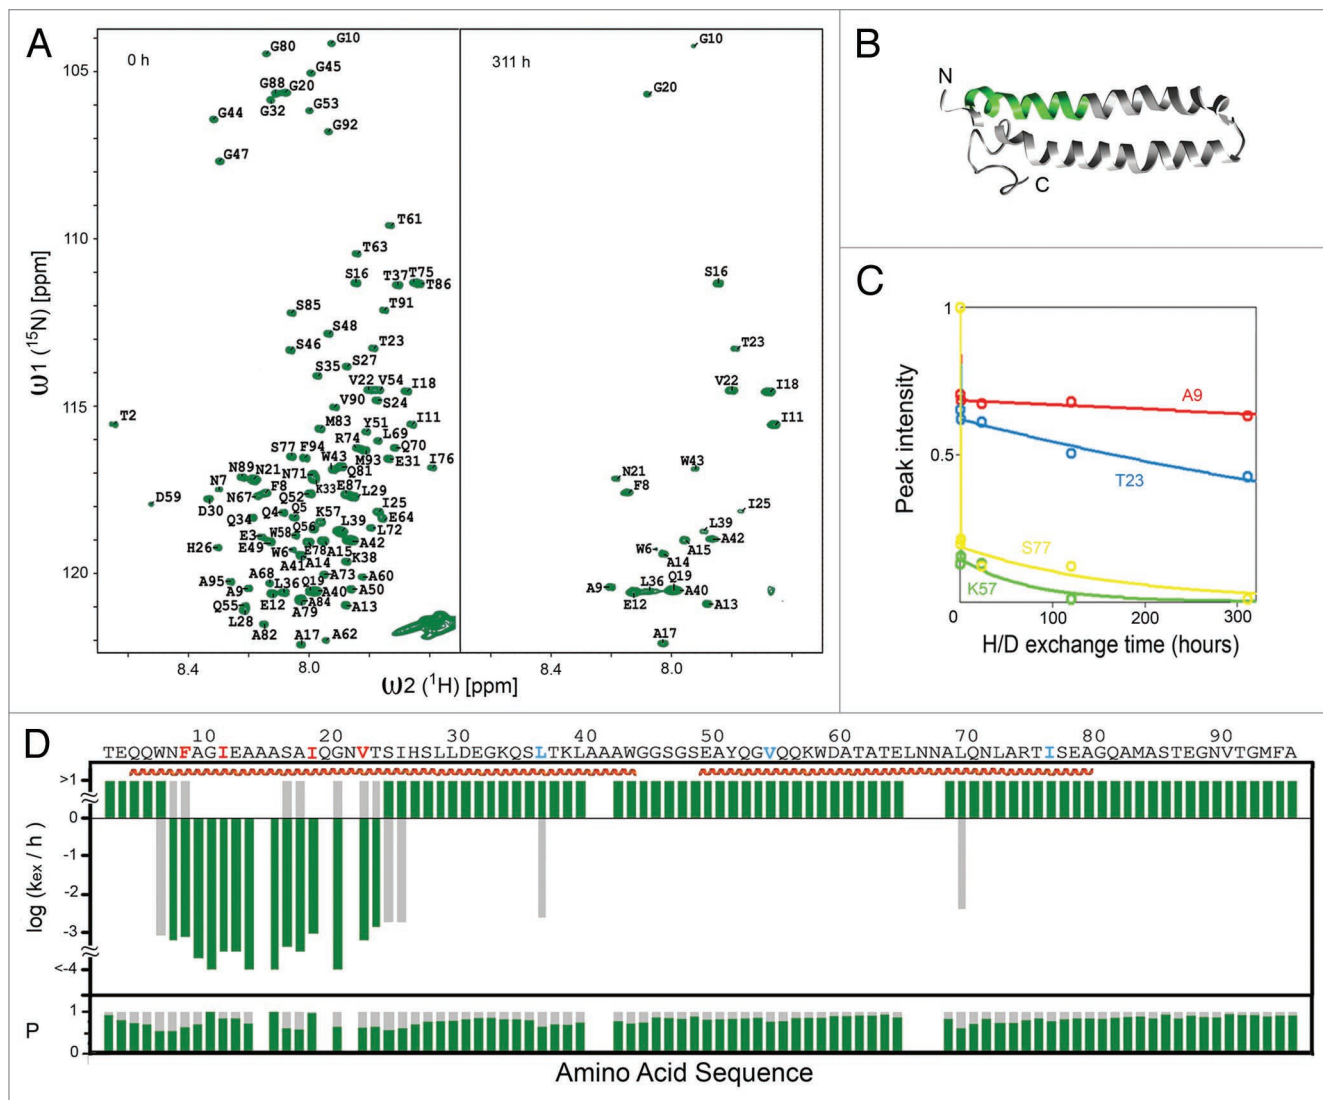 A
0 h
G10
G80
G45
G88 G20
G32
G53
G44
G92
G47
T61
T63
S16
T37 T75
T86
T91
S85
S48
S46
T23
S27
S35
V22 V54
I18
S24
V90
T2
M83
Y51
I11
R74
L69
S77 F94
Q70
W43
M93
E31
I76
N89 N21
N71
Q81
N7
F8
K33 E87 L29
D59
N67
Q52
I25
D30
Q4 Q5
K57
E64
Q34
Q56
L39
L72
E3 W58
A42
H26
E49
W6
E78 A15
K38
A41
A14
A95
A68
A73
A60
A9
L36 Q19
A40
A50
Q55
E12
A84
A13
A79
L28
A82
A17
A62
311 h
G10
G20
S16
T23
V22
I18
I11
W43
N21
F8
I25
L39
A42
W6
A15
A14
A9
L36
Q19
A40
E12
A13
A17
105
110
115
120
ω1 (15N) [ppm]
8.4
8.0
8.4
8.0
ω2 (1H) [ppm]
B
N
C
C
1
0.5
0
100
200
300
A9
T23
S77
K57
Peak intensity
H/D exchange time (hours)
D
10 20 30 40 50 60 70 80 90
TEQQWNFAGIEAAASAIQGNVTSIHSLLDEGKQSLTKLAAAWGGSGSEAYQGVQQKWDATATELNNALQNLARTISEAGQAMASTEGNVTGMFA
>1
0
-1
-2
-3
<-4
log (kex / h)
1
0
P
Amino Acid Sequence